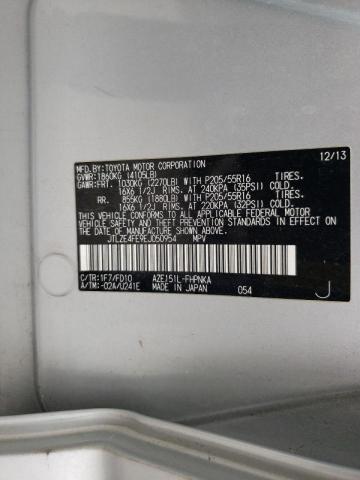 MFD.BY:TOYOTA MOTOR CORPORATION 12/13
GVWR:1860KG (4105LB)
GAWR:FRT. 1030KG (2270LB) WITH P205/55R16 TIRES.
16X6 1/2J RIMS. AT 240KPA (35PSI) COLD.
RR. 855KG (1880LB) WITH P205/55R16 TIRES.
16X6 1/2J RIMS. AT 220KPA (32PSI) COLD.
THIS VEHICLE CONFORMS TO ALL APPLICABLE FEDERAL MOTOR
VEHICLE SAFETY STANDARDS IN EFFECT ON THE DATE OF
MANUFACTURE SHOWN ABOVE.
JTLZE4FE9EJ050954 MPV
C/TR:1F7/FD10 AZE151L-FHPNKA
A/TM:-02A/U241E MADE IN JAPAN 054 J